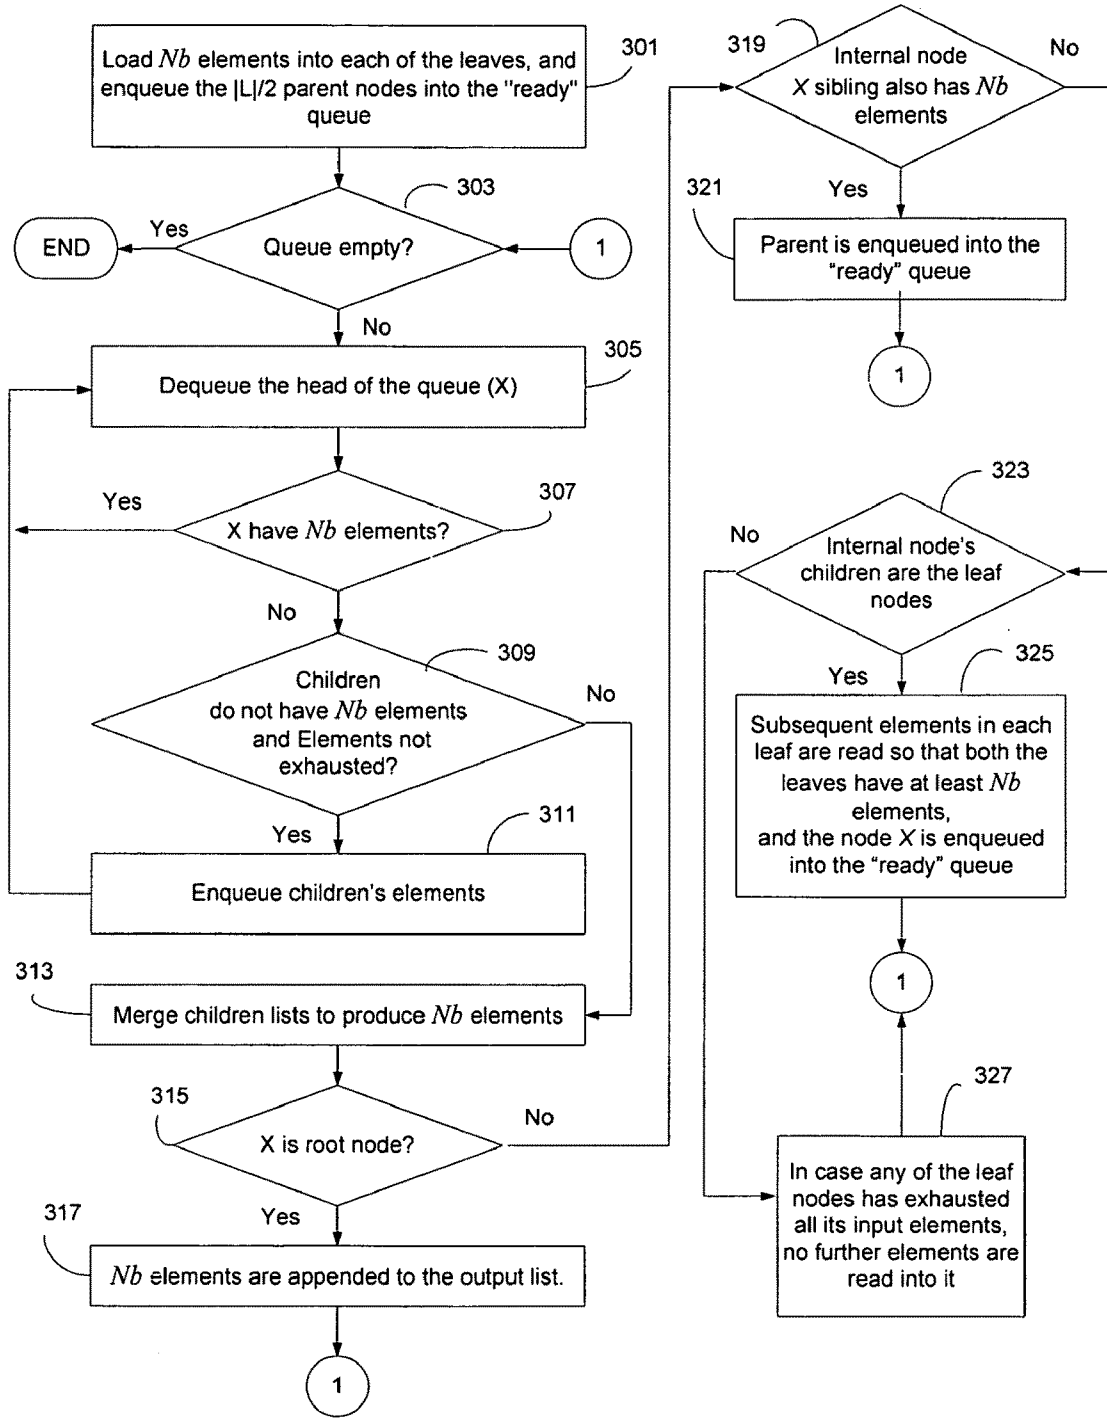 Load Nb elements into each of the leaves, and
enqueue the |L|/2 parent nodes into the "ready"
queue
301
303
Yes
END
Queue empty?
1
No
305
Dequeue the head of the queue (X)
Yes
307
X have Nb elements?
No
309
Children
do not have Nb elements
and Elements not
exhausted?
No
Yes
311
Enqueue children's elements
313
Merge children lists to produce Nb elements
315
X is root node?
No
Yes
317
Nb elements are appended to the output list.
1
319
Internal node
X sibling also has Nb
elements
No
Yes
321
Parent is enqueued into the
“ready” queue
1
323
No
Internal node's
children are the leaf
nodes
Yes
325
Subsequent elements in each
leaf are read so that both the
leaves have at least Nb
elements,
and the node X is enqueued
into the “ready” queue
1
327
In case any of the leaf
nodes has exhausted
all its input elements,
no further elements are
read into it